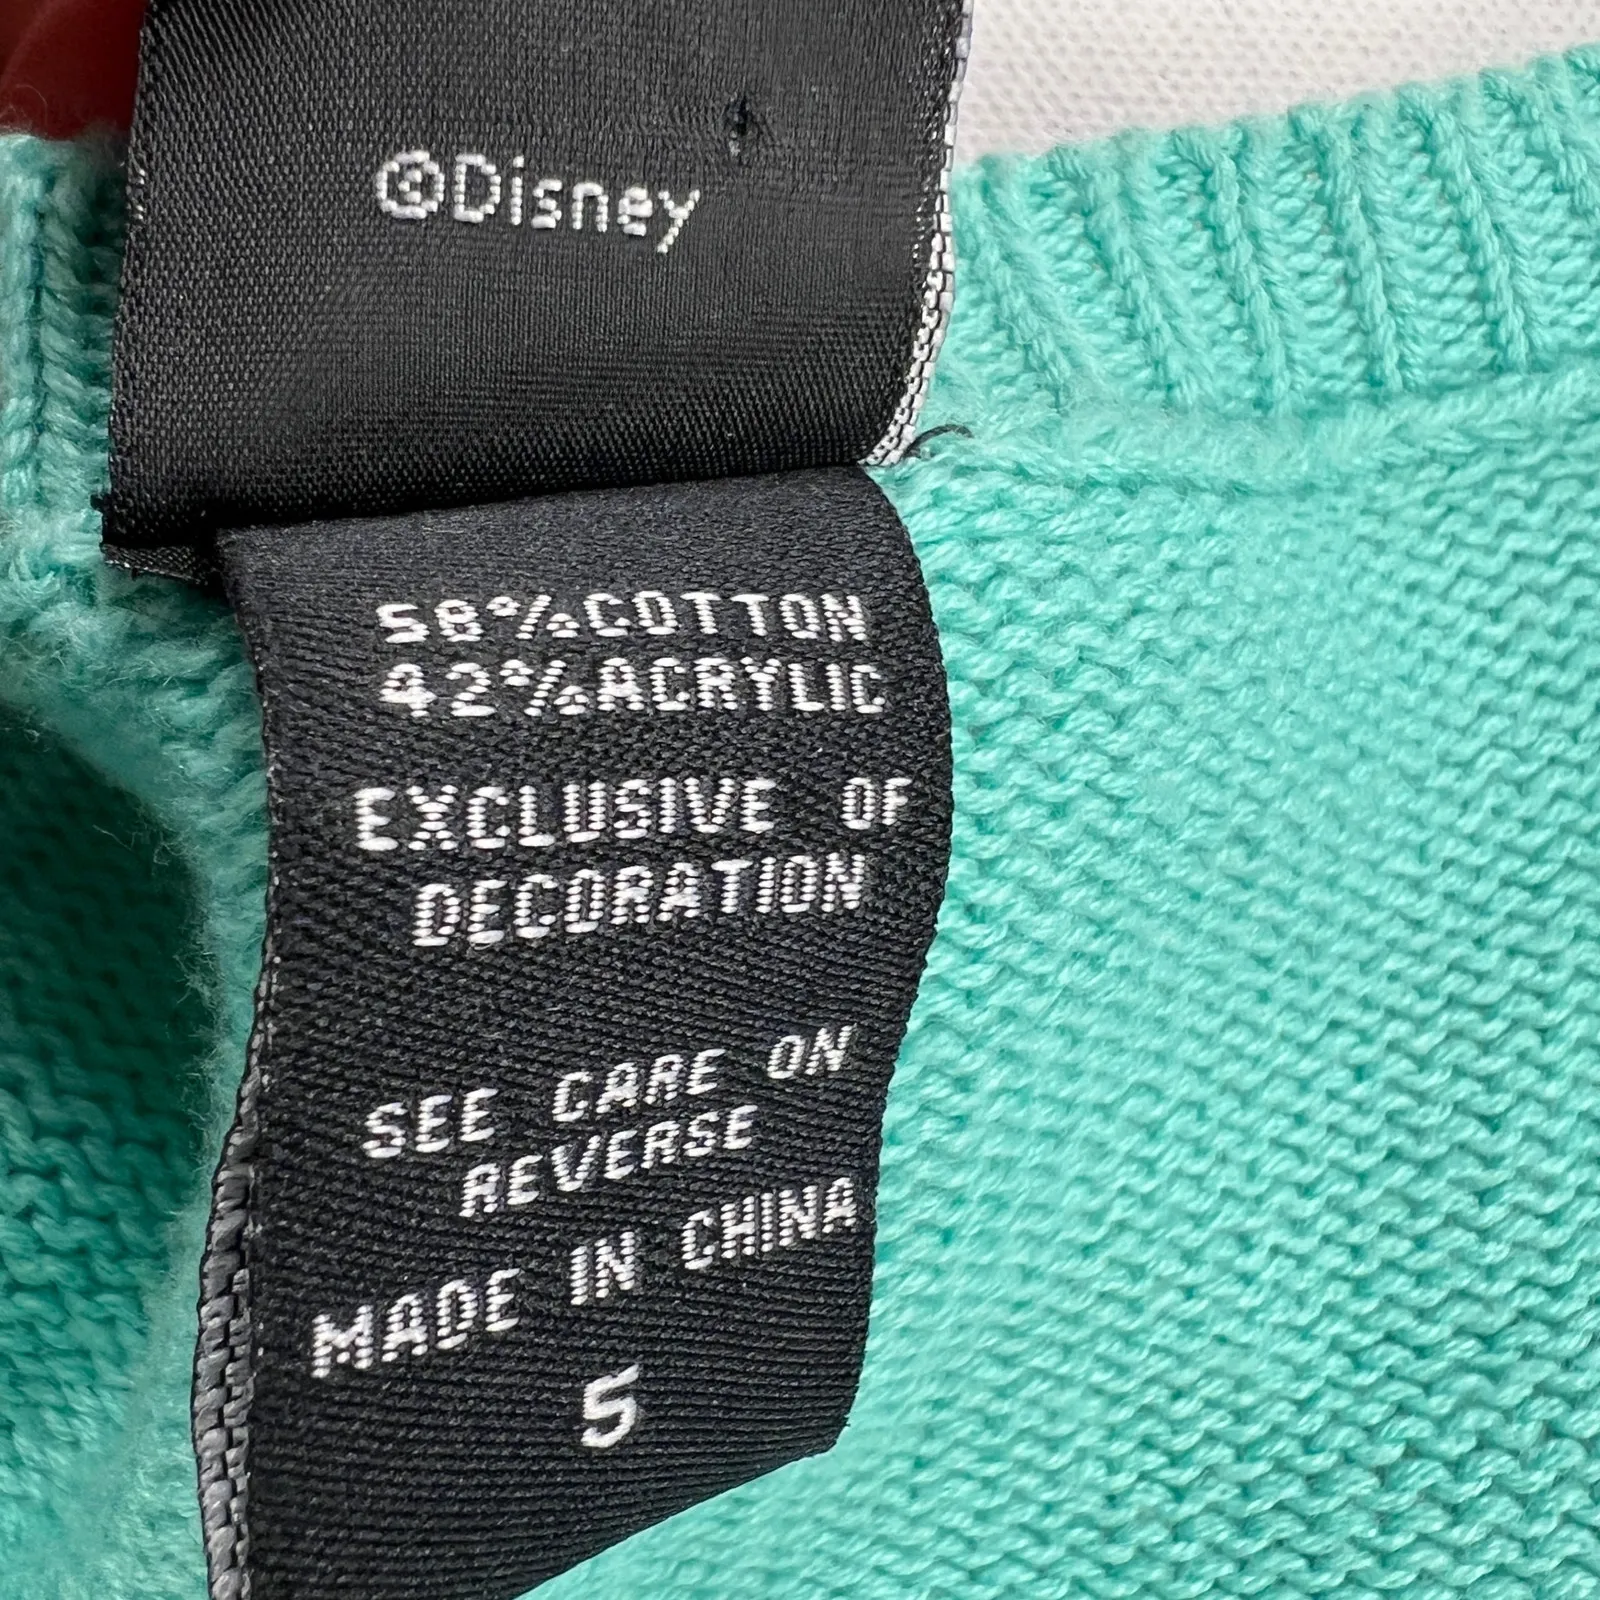 ©Disney
58%COTTON
42%ACRYLIC
EXCLUSIVE OF
DECORATION
SEE CARE ON
REVERSE
MADE IN CHINA
5